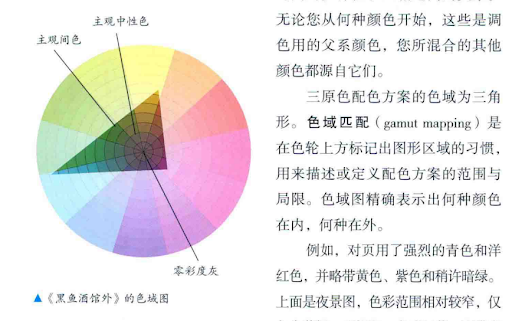 主观中性色
主观间色
零彩度灰
▲《黑鱼酒馆外》的色域图
无论您从何种颜色开始，这些是调
色用的父系颜色，您所混合的其他
颜色都源自它们。
三原色配色方案的色域为三角
形。色域匹配（gamut mapping）是
在色轮上方标记出图形区域的习惯，
用来描述或定义配色方案的范围与
局限。色域图精确表示出何种颜色
在内，何种在外。
例如，对页用了强烈的青色和洋
红色，并略带黄色、紫色和稍许暗绿。
上面是夜景图，色彩范围相对较窄，仅